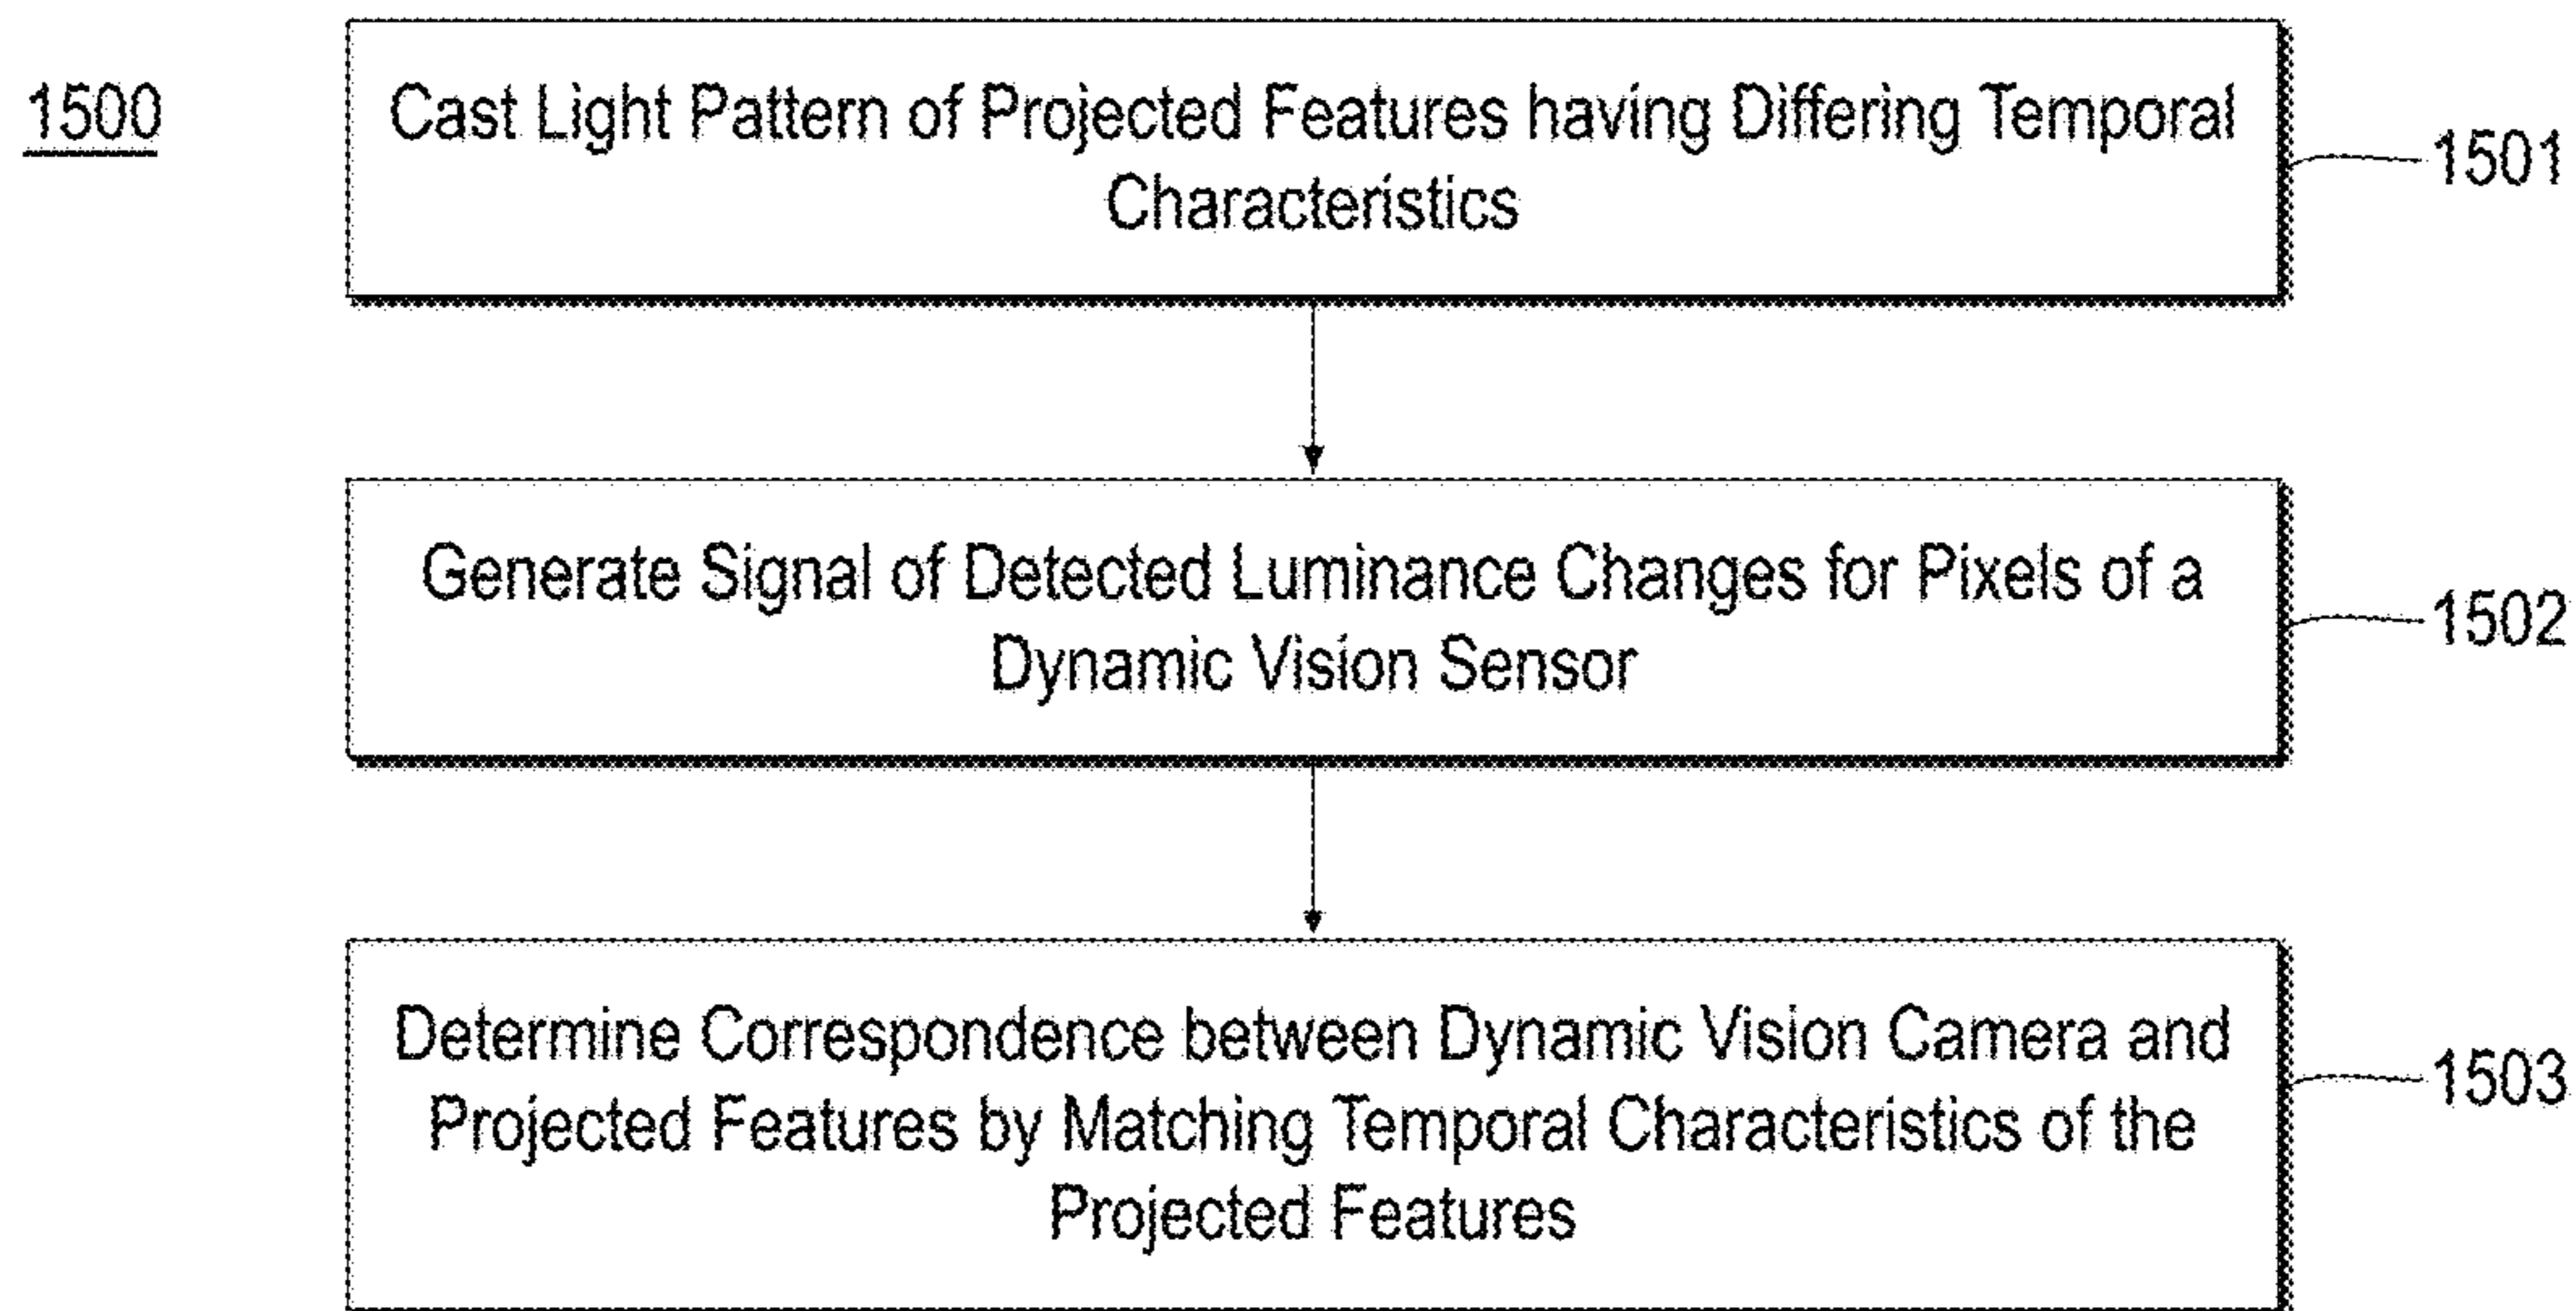 1500
Cast Light Pattern of Projected Features having Differing Temporal
Characteristics
1501
Generate Signal of Detected Luminance Changes for Pixels of a
Dynamic Vision Sensor
1502
Determine Correspondence between Dynamic Vision Camera and
Projected Features by Matching Temporal Characteristics of the
Projected Features
1503